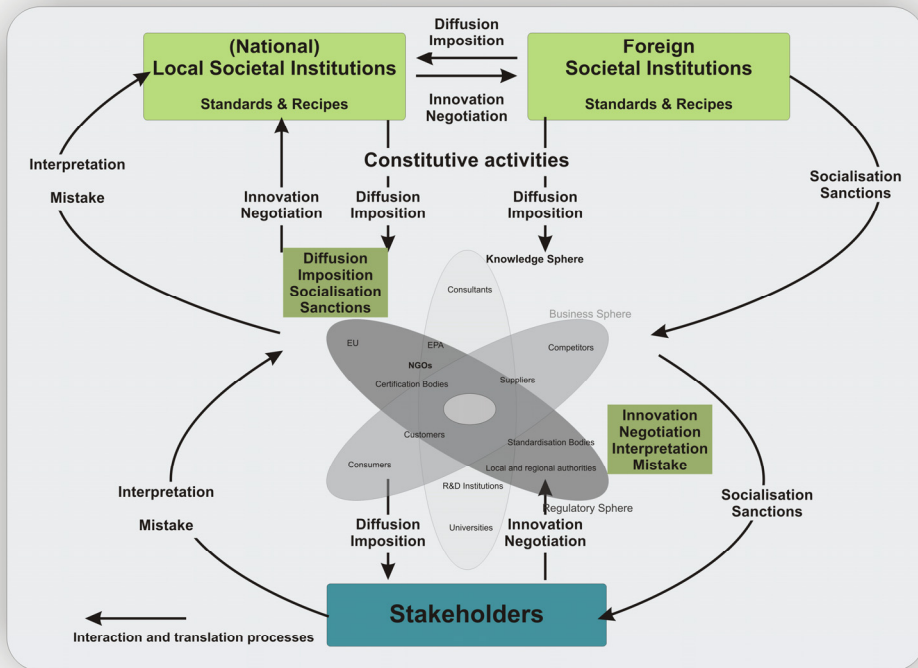 Diffusion
Imposition
(National)
Local Societal Institutions
Standards & Recipes
Foreign
Societal Institutions
Standards & Recipes
Innovation
Negotiation
Constitutive activities
Interpretation
Mistake
Innovation
Negotiation
Diffusion
Imposition
Diffusion
Imposition
Socialisation
Sanctions
Diffusion
Imposition
Socialisation
Sanctions
Knowledge Sphere
Consultants
Business Sphere
EU
EPA
Competitors
NGOs
Certification Bodies
Suppliers
Customers
Standardisation Bodies
Consumers
Local and regional authorities
R&D Institutions
Regulatory Sphere
Universities
Innovation
Negotiation
Interpretation
Mistake
Interpretation
Mistake
Diffusion
Imposition
Innovation
Negotiation
Socialisation
Sanctions
Stakeholders
Interaction and translation processes